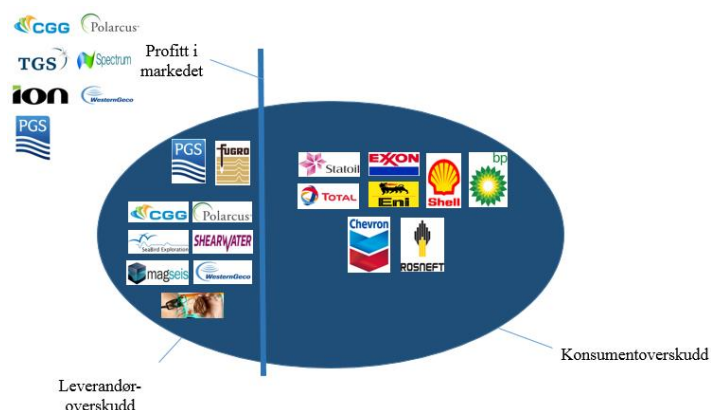 CGG Polarcus
TGS Spectrum
ion WesternGeco
PGS
Profitt i
markedet
PGS fugro
CGG Polarcus
SeaBird Exploration SHEARWATER
magseis WesternGeco
Statoil EXXON Shell bp
TOTAL Eni
Chevron ROSNEFT
Konsumentoverskudd
Leverandør-
overskudd